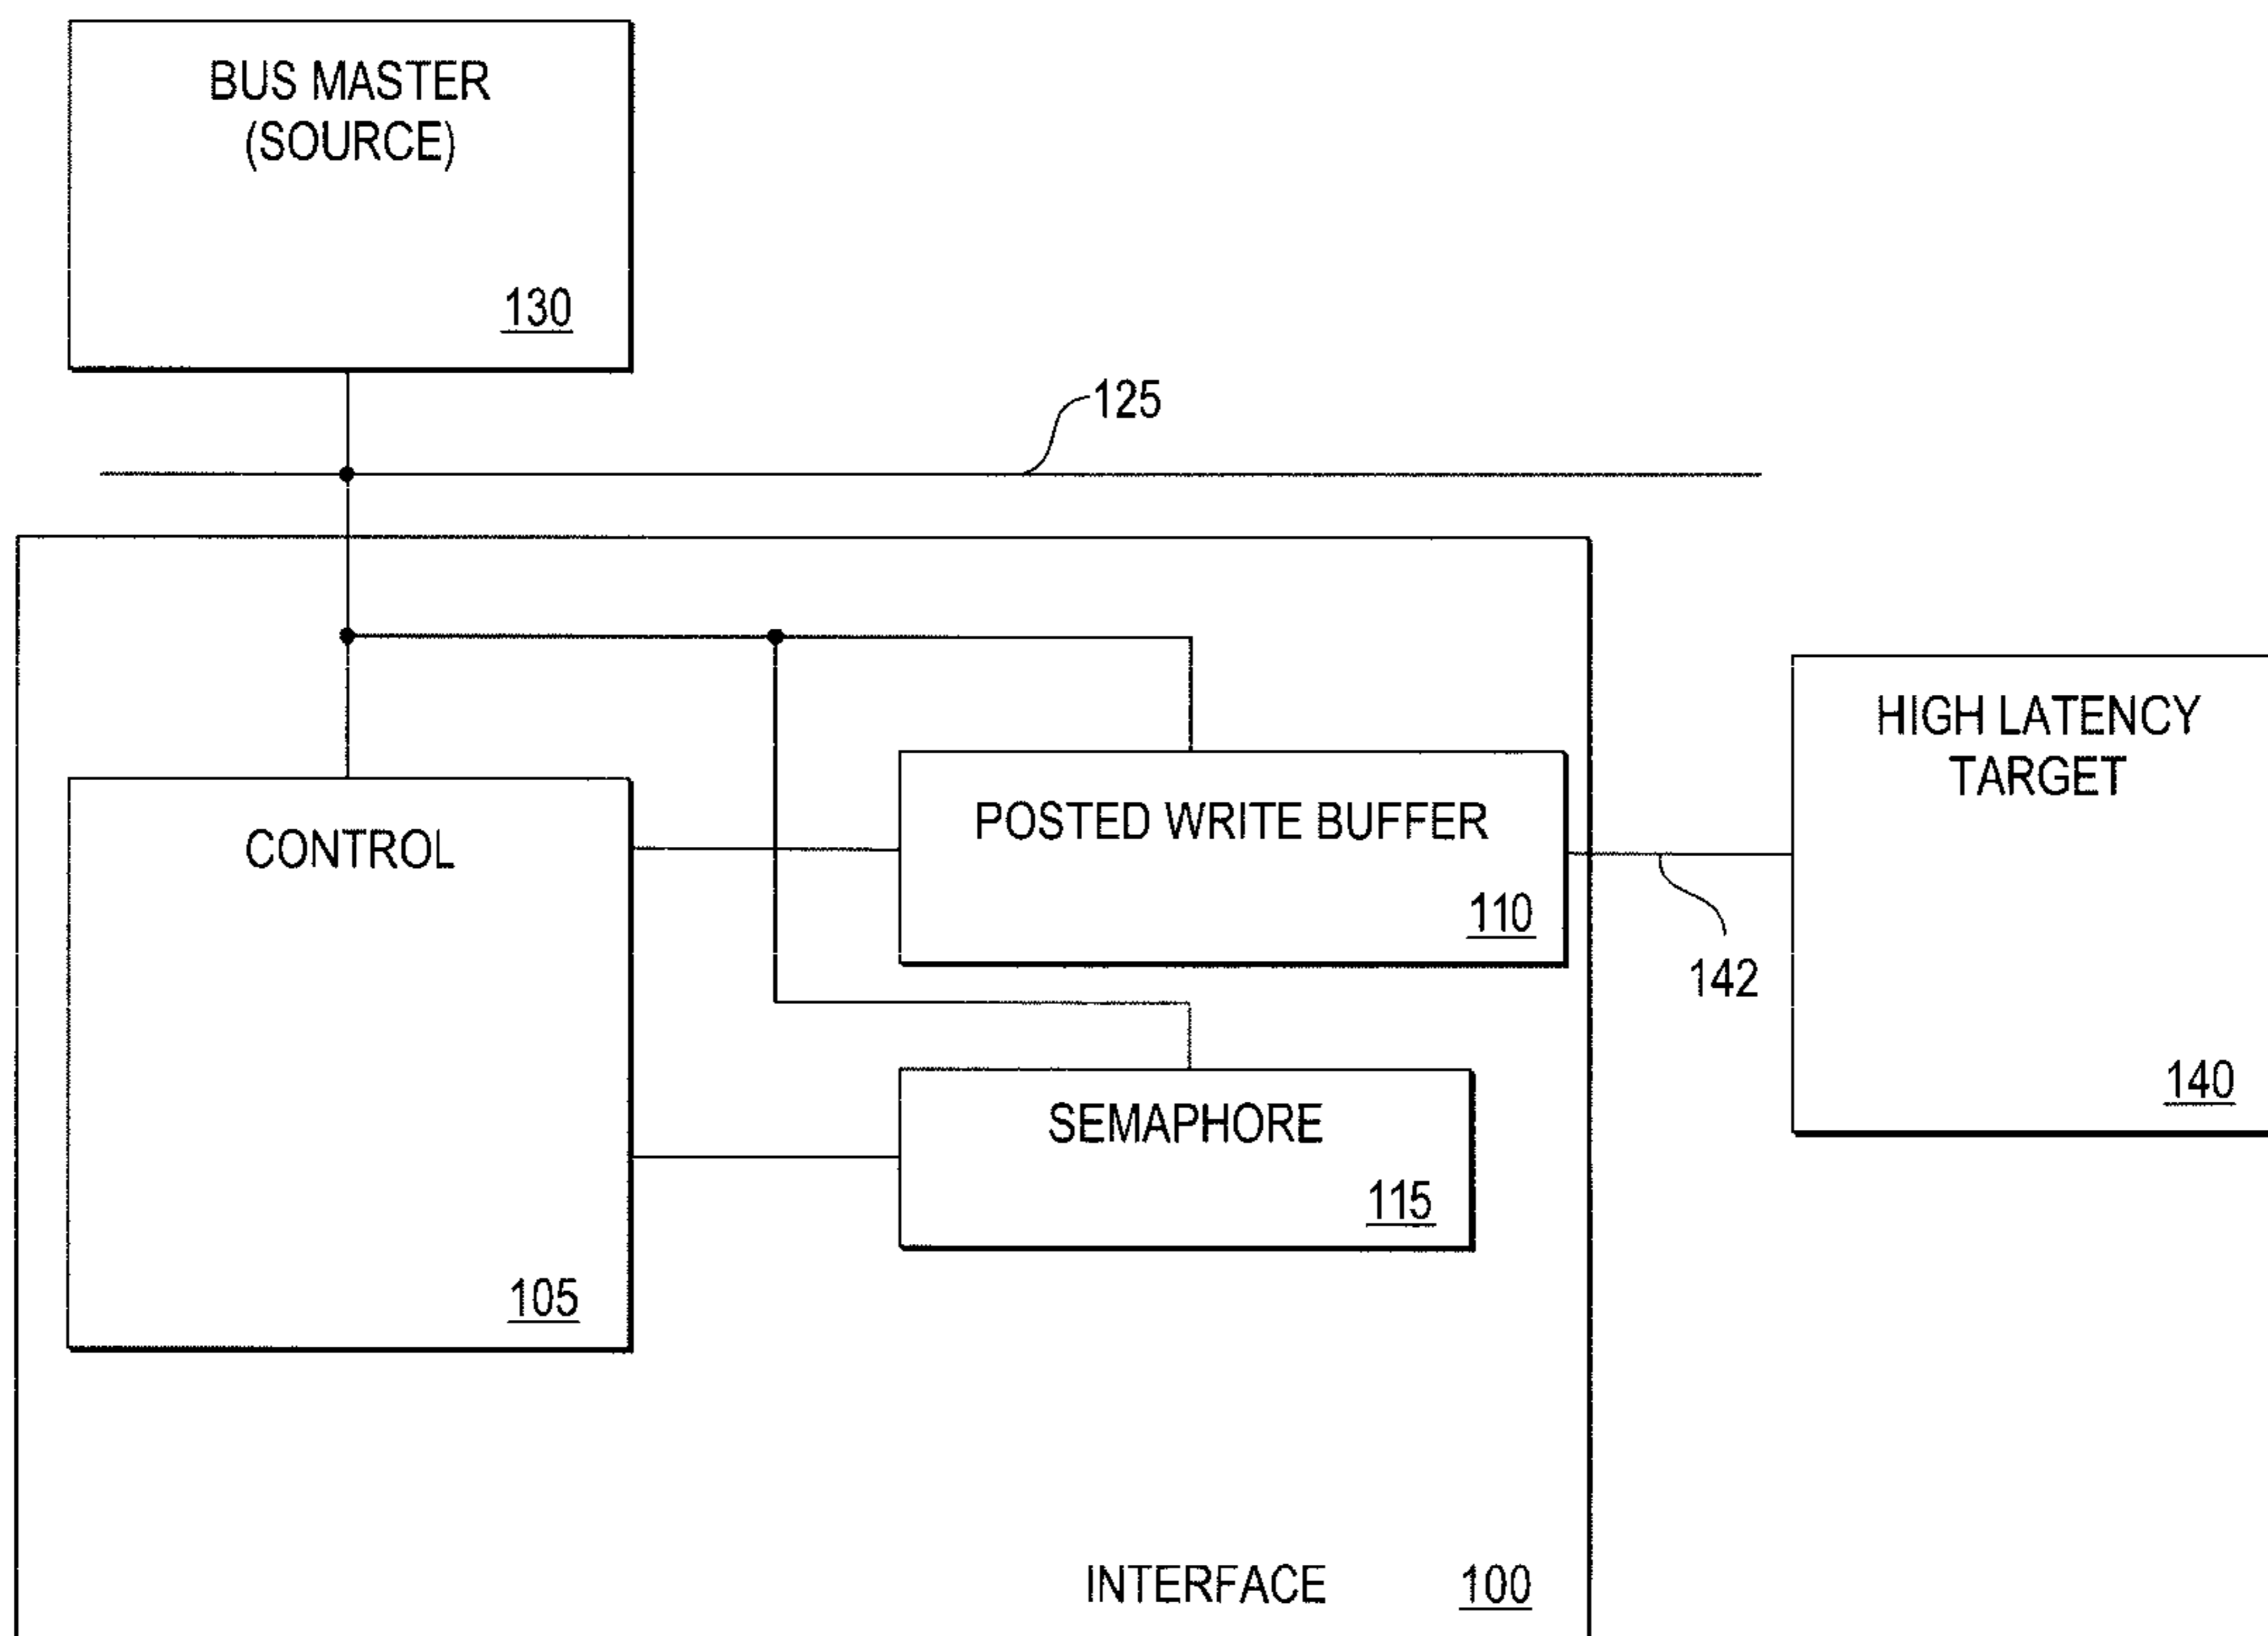 BUS MASTER
(SOURCE)
130
125
HIGH LATENCY
TARGET
140
CONTROL
105
POSTED WRITE BUFFER
110
142
SEMAPHORE
115
INTERFACE 100